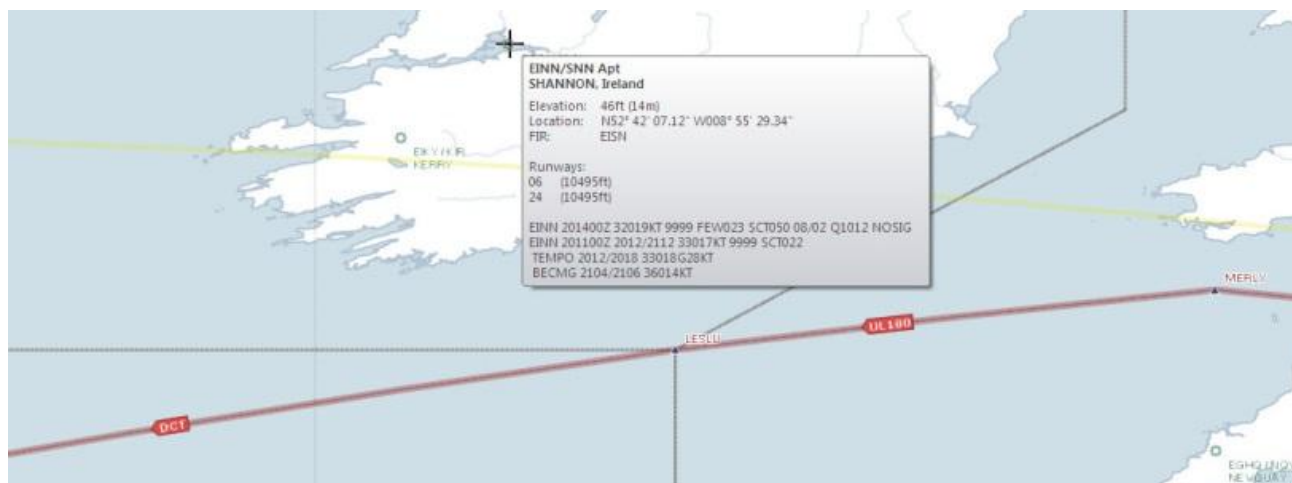 EINN/SNN Apt
SHANNON, Ireland
Elevation: 46ft (14m)
Location: N52° 42' 07.12" W008° 55' 29.34"
FIR: EISN
Runways:
06 (10495ft)
24 (10495ft)
EINN 201400Z 32019KT 9999 FEW023 SCT050 08/02 Q1012 NOSIG
EINN 201100Z 2012/2112 33017KT 9999 SCT022
TEMPO 2012/2018 33018G28KT
BECMG 2104/2106 36014KT
KERRY
MERLY
UL180
LESLU
DCT
NEWQUAY